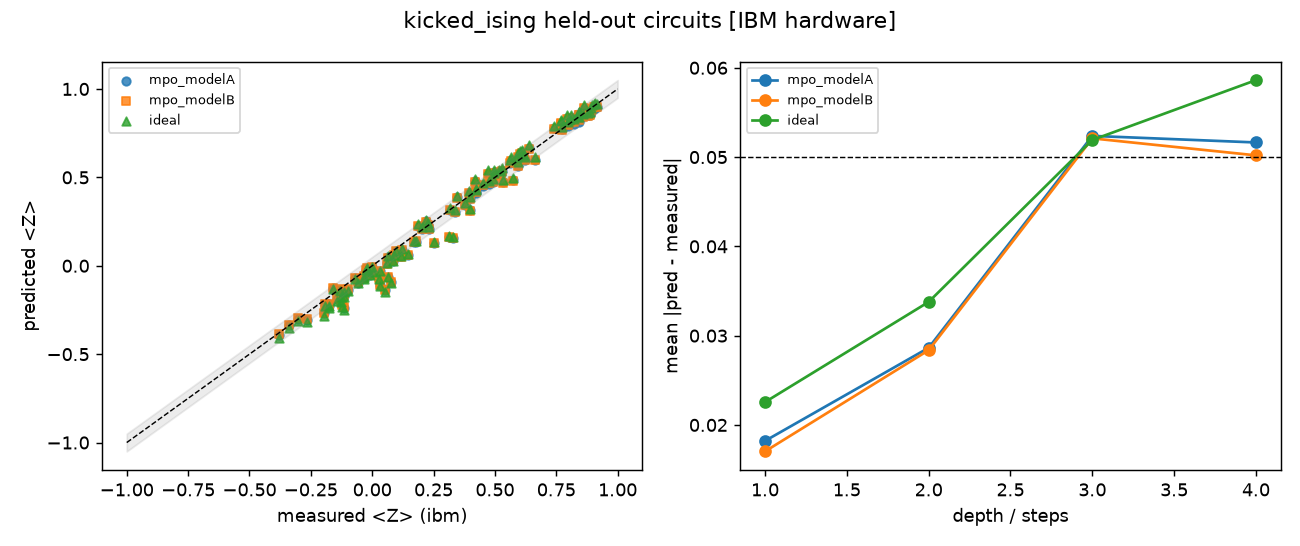 kicked_ising held-out circuits [IBM hardware]
mpo_modelA
mpo_modelB
ideal
1.0
0.5
0.0
−0.5
−1.0
predicted <Z>
−1.00 −0.75 −0.50 −0.25 0.00 0.25 0.50 0.75 1.00
measured <Z> (ibm)
mpo_modelA
mpo_modelB
ideal
0.06
0.05
0.04
0.03
0.02
mean |pred - measured|
1.0 1.5 2.0 2.5 3.0 3.5 4.0
depth / steps